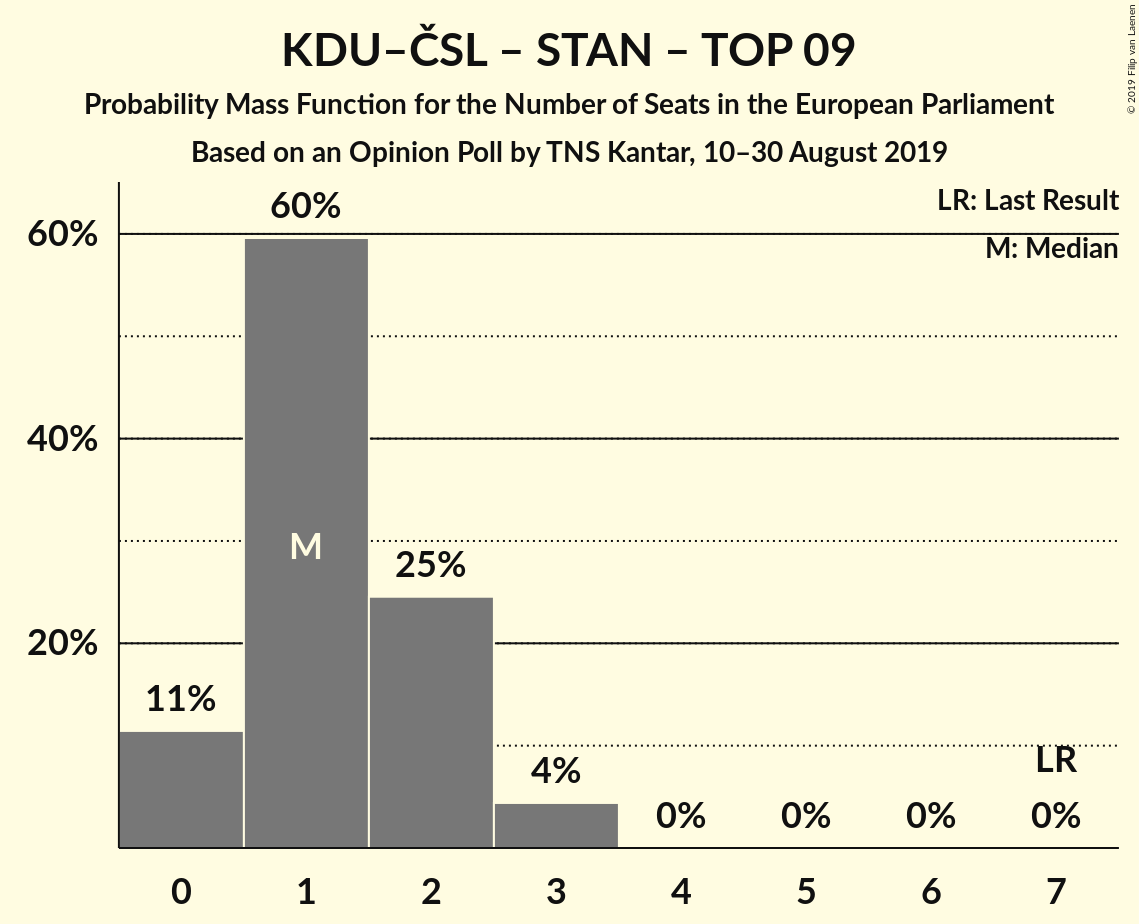 KDU–ČSL – STAN – TOP 09
Probability Mass Function for the Number of Seats in the European Parliament
Based on an Opinion Poll by TNS Kantar, 10–30 August 2019
© 2019 Filip van Laenen
LR: Last Result
M: Median
60%
40%
20%
11%
60%
M
25%
4%
0%
0%
0%
LR
0%
0 1 2 3 4 5 6 7